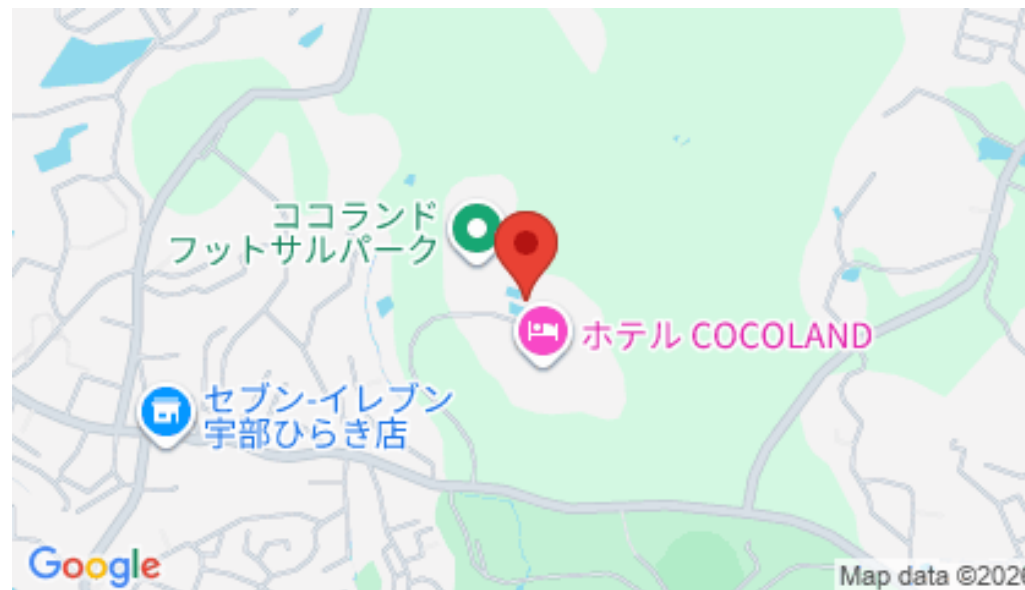 ココランド
フットサルパーク
ホテル COCOLAND
セブン-イレブン
宇部ひらき店
Google
Map data ©2026